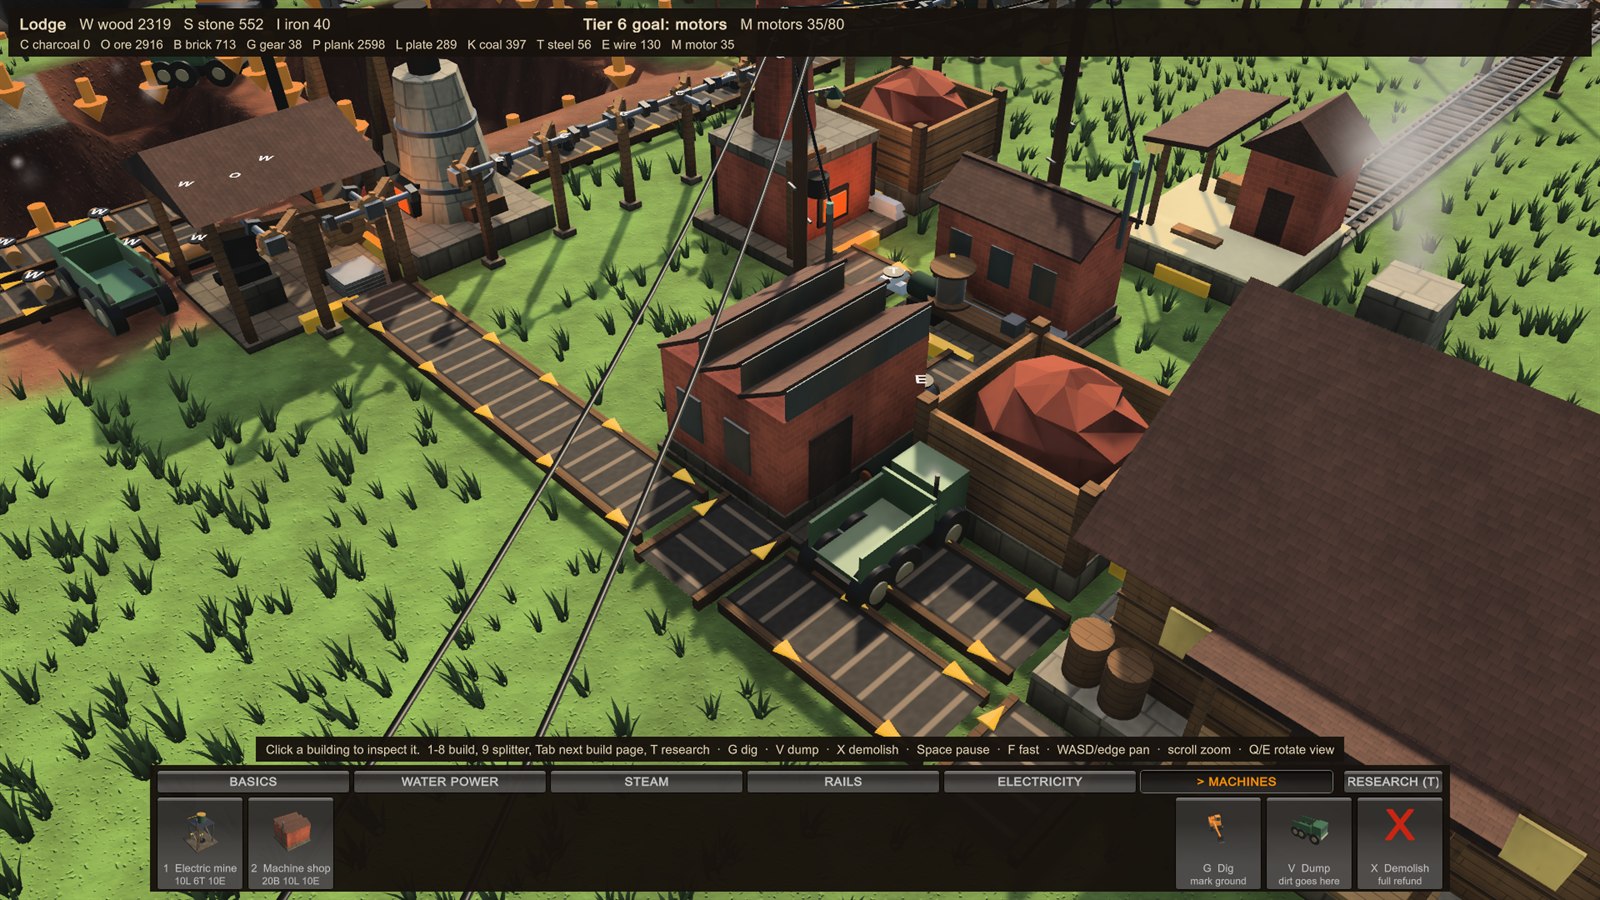 Lodge W wood 2319 S stone 552 I iron 40
Tier 6 goal: motors M motors 35/80
C charcoal 0 O ore 2916 B brick 713 G gear 38 P plank 2598 L plate 289 K coal 397 T steel 56 E wire 130 M motor 35
W
W
O
W
W
W
W
W
E
Click a building to inspect it. 1-8 build, 9 splitter, Tab next build page, T research · G dig · V dump · X demolish · Space pause · F fast · WASD/edge pan · scroll zoom · Q/E rotate view
BASICS
WATER POWER
STEAM
RAILS
ELECTRICITY
> MACHINES
RESEARCH (T)
1 Electric mine
10L 6T 10E
2 Machine shop
20B 10L 10E
G Dig
mark ground
V Dump
dirt goes here
X Demolish
full refund